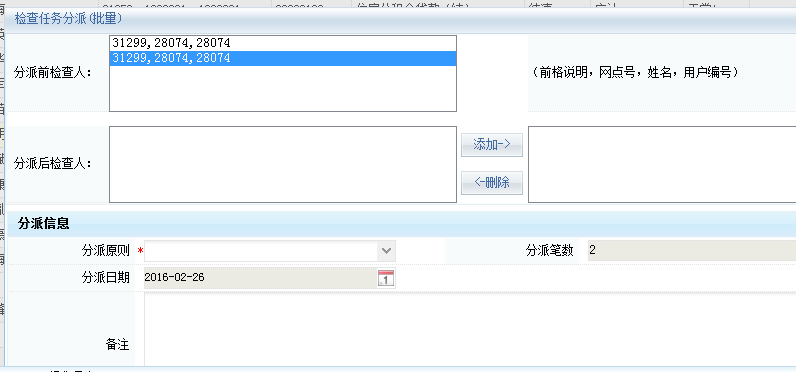 检查任务分派(批量)
31299,28074,28074
31299,28074,28074
分派前检查人:
(前格说明,网点号,姓名,用户编号)
分派后检查人:
添加->
<-删除
分派信息
分派原则 *
分派笔数 2
分派日期 2016-02-26
1
备注